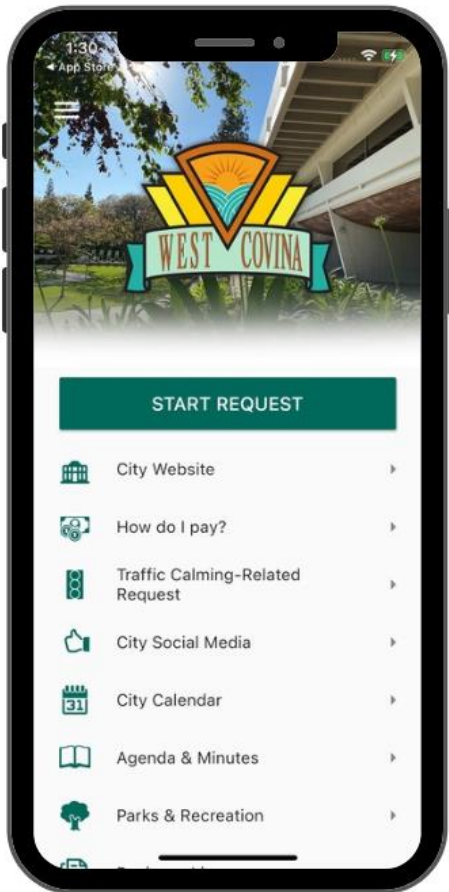 1:30
App Store
WEST COVINA
START REQUEST
City Website
How do I pay?
Traffic Calming-Related
Request
City Social Media
31
City Calendar
Agenda & Minutes
Parks & Recreation